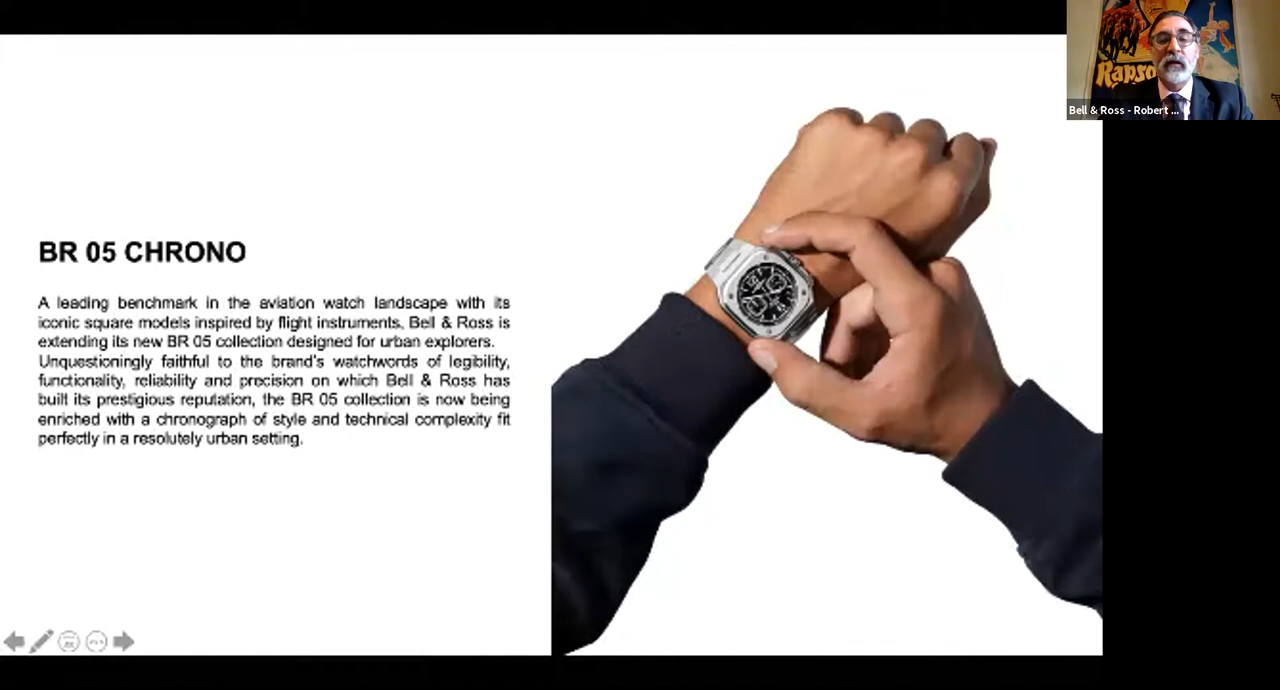 Rapso
Bell & Ross - Robert ...
BR 05 CHRONO
A leading benchmark in the aviation watch landscape with its
iconic square models inspired by flight instruments, Bell & Ross is
extending its new BR 05 collection designed for urban explorers.
Unquestioningly faithful to the brand's watchwords of legibility,
functionality, reliability and precision on which Bell & Ross has
built its prestigious reputation, the BR 05 collection is now being
enriched with a chronograph of style and technical complexity fit
perfectly in a resolutely urban setting.